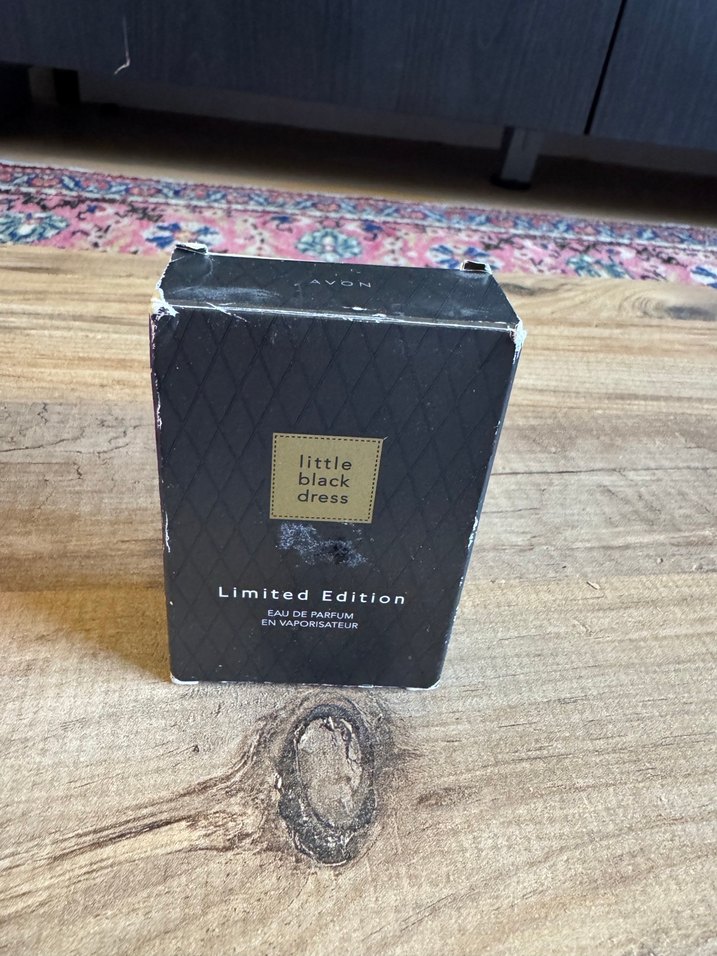 AVON
little
black
dress
Limited Edition
EAU DE PARFUM
EN VAPORISATEUR